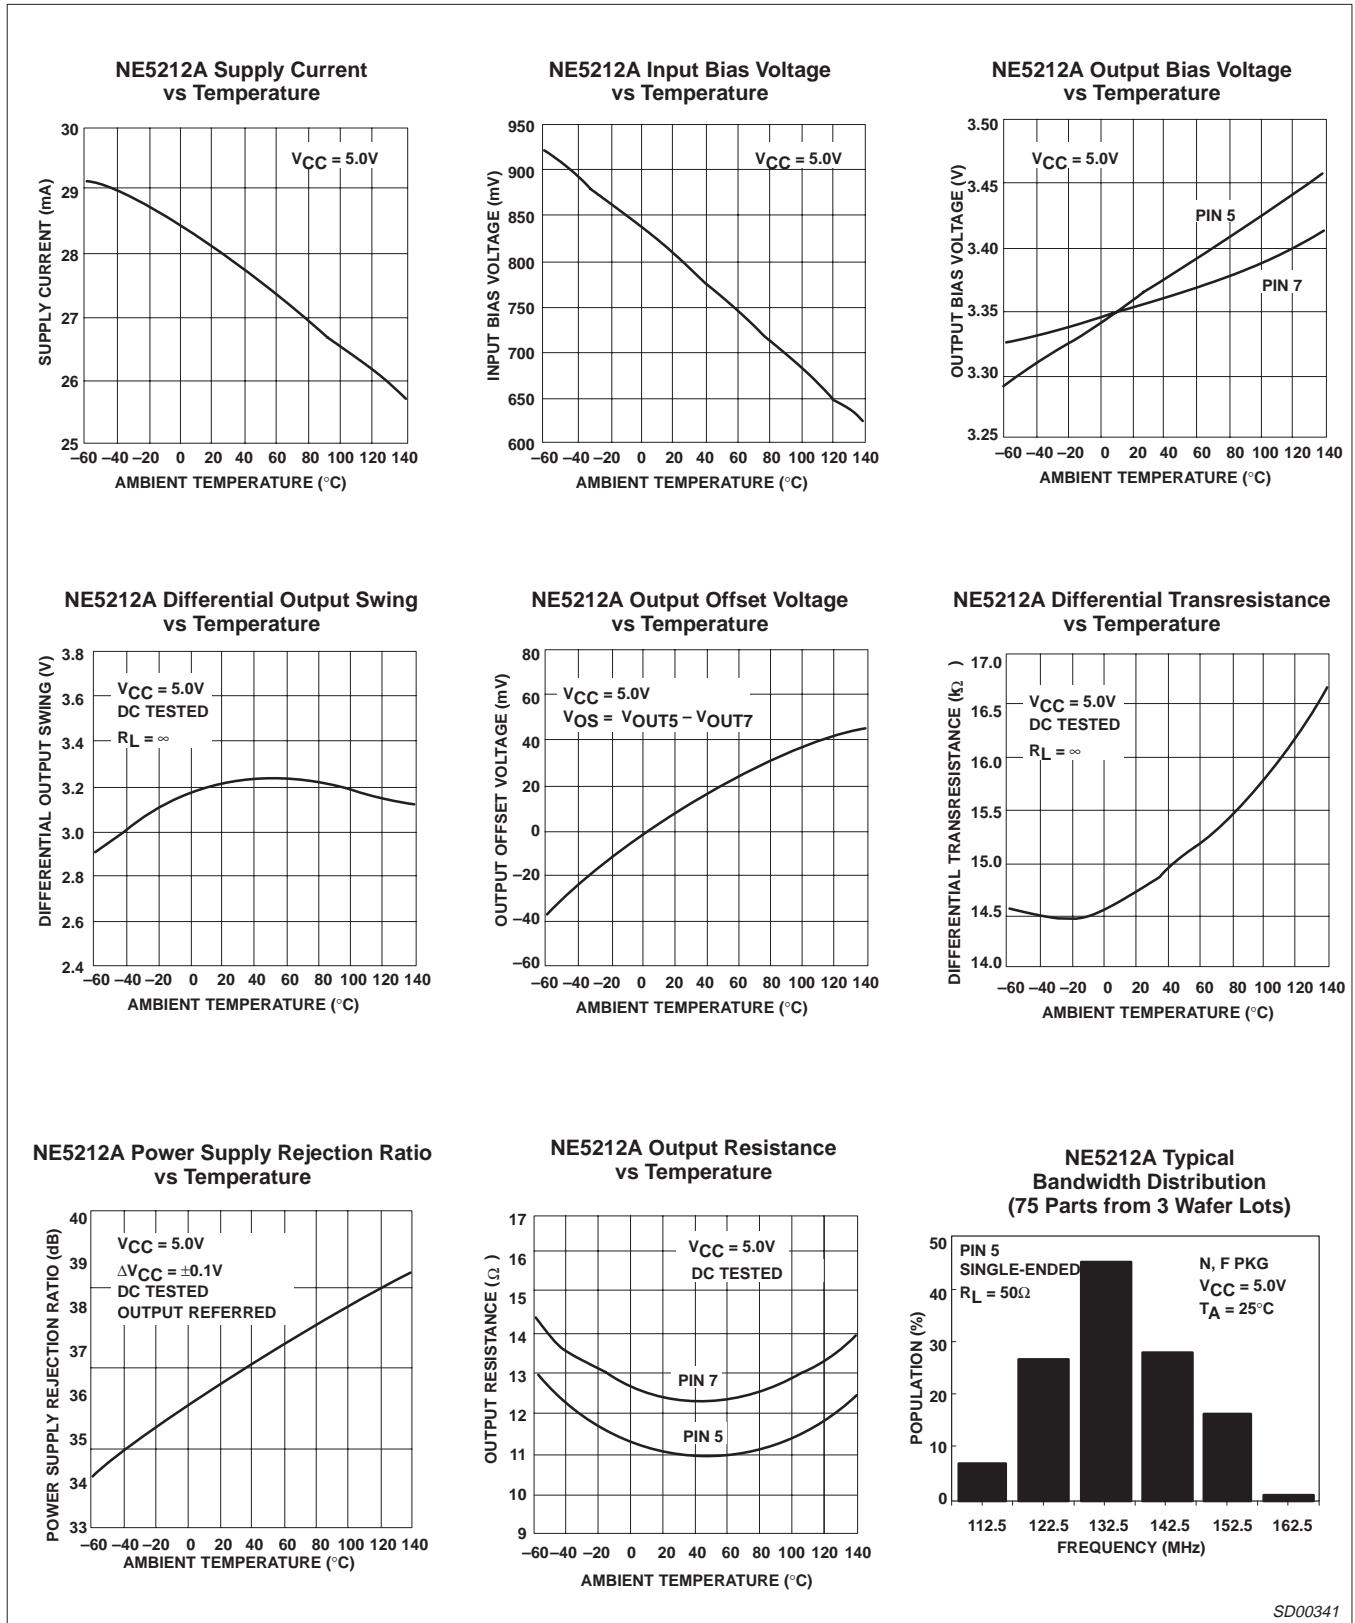 NE5212A Supply Current
vs Temperature
30
29
28
27
26
25
SUPPLY CURRENT (mA)
VCC = 5.0V
–60 –40 –20 0 20 40 60 80 100 120 140
AMBIENT TEMPERATURE (°C)
NE5212A Input Bias Voltage
vs Temperature
950
900
850
800
750
700
650
600
INPUT BIAS VOLTAGE (mV)
VCC = 5.0V
–60 –40 –20 0 20 40 60 80 100 120 140
AMBIENT TEMPERATURE (°C)
NE5212A Output Bias Voltage
vs Temperature
3.50
3.45
3.40
3.35
3.30
3.25
OUTPUT BIAS VOLTAGE (V)
VCC = 5.0V
PIN 5
PIN 7
–60 –40 –20 0 20 40 60 80 100 120 140
AMBIENT TEMPERATURE (°C)
NE5212A Differential Output Swing
vs Temperature
3.8
3.6
3.4
3.2
3.0
2.8
2.6
2.4
DIFFERENTIAL OUTPUT SWING (V)
VCC = 5.0V
DC TESTED
RL = ∞
–60 –40 –20 0 20 40 60 80 100 120 140
AMBIENT TEMPERATURE (°C)
NE5212A Output Offset Voltage
vs Temperature
80
60
40
20
0
–20
–40
–60
OUTPUT OFFSET VOLTAGE (mV)
VCC = 5.0V
VOS = VOUT5 – VOUT7
–60 –40 –20 0 20 40 60 80 100 120 140
AMBIENT TEMPERATURE (°C)
NE5212A Differential Transresistance
vs Temperature
17.0
16.5
16.0
15.5
15.0
14.5
14.0
DIFFERENTIAL TRANSRESISTANCE (kΩ)
VCC = 5.0V
DC TESTED
RL = ∞
–60 –40 –20 0 20 40 60 80 100 120 140
AMBIENT TEMPERATURE (°C)
NE5212A Power Supply Rejection Ratio
vs Temperature
40
39
38
37
36
35
34
33
POWER SUPPLY REJECTION RATIO (dB)
VCC = 5.0V
ΔVCC = ±0.1V
DC TESTED
OUTPUT REFERRED
–60 –40 –20 0 20 40 60 80 100 120 140
AMBIENT TEMPERATURE (°C)
NE5212A Output Resistance
vs Temperature
17
16
15
14
13
12
11
10
9
OUTPUT RESISTANCE (Ω)
VCC = 5.0V
DC TESTED
PIN 7
PIN 5
–60 –40 –20 0 20 40 60 80 100 120 140
AMBIENT TEMPERATURE (°C)
NE5212A Typical
Bandwidth Distribution
(75 Parts from 3 Wafer Lots)
50
40
30
20
10
0
POPULATION (%)
PIN 5
SINGLE-ENDED
RL = 50Ω
N, F PKG
VCC = 5.0V
TA = 25°C
112.5 122.5 132.5 142.5 152.5 162.5
FREQUENCY (MHz)
SD00341